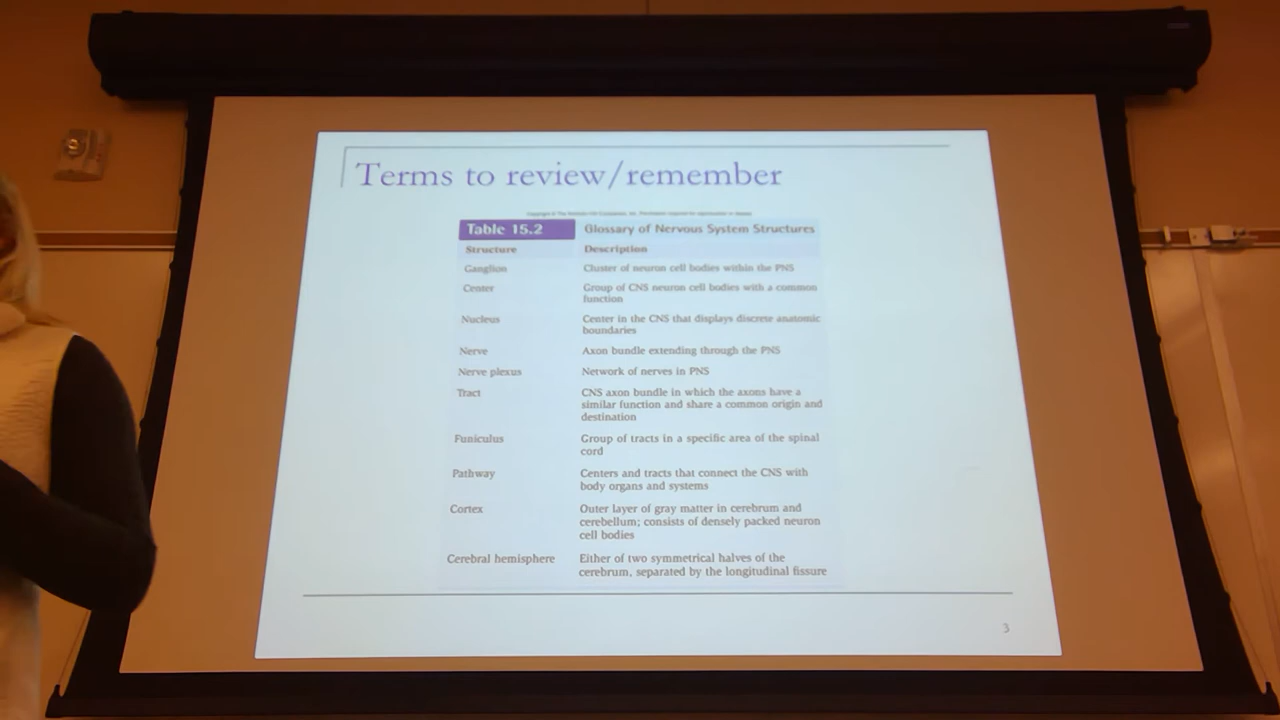 Terms to review/remember
Table 15.2 Glossary of Nervous System Structures
Structure Description
Ganglion Cluster of neuron cell bodies within the PNS
Center Group of CNS neuron cell bodies with a common
function
Nucleus Center in the CNS that displays discrete anatomic
boundaries
Nerve Axon bundle extending through the PNS
Nerve plexus Network of nerves in PNS
Tract CNS axon bundle in which the axons have a
similar function and share a common origin and
destination
Funiculus Group of tracts in a specific area of the spinal
cord
Pathway Centers and tracts that connect the CNS with
body organs and systems
Cortex Outer layer of gray matter in cerebrum and
cerebellum; consists of densely packed neuron
cell bodies
Cerebral hemisphere Either of two symmetrical halves of the
cerebrum, separated by the longitudinal fissure
3